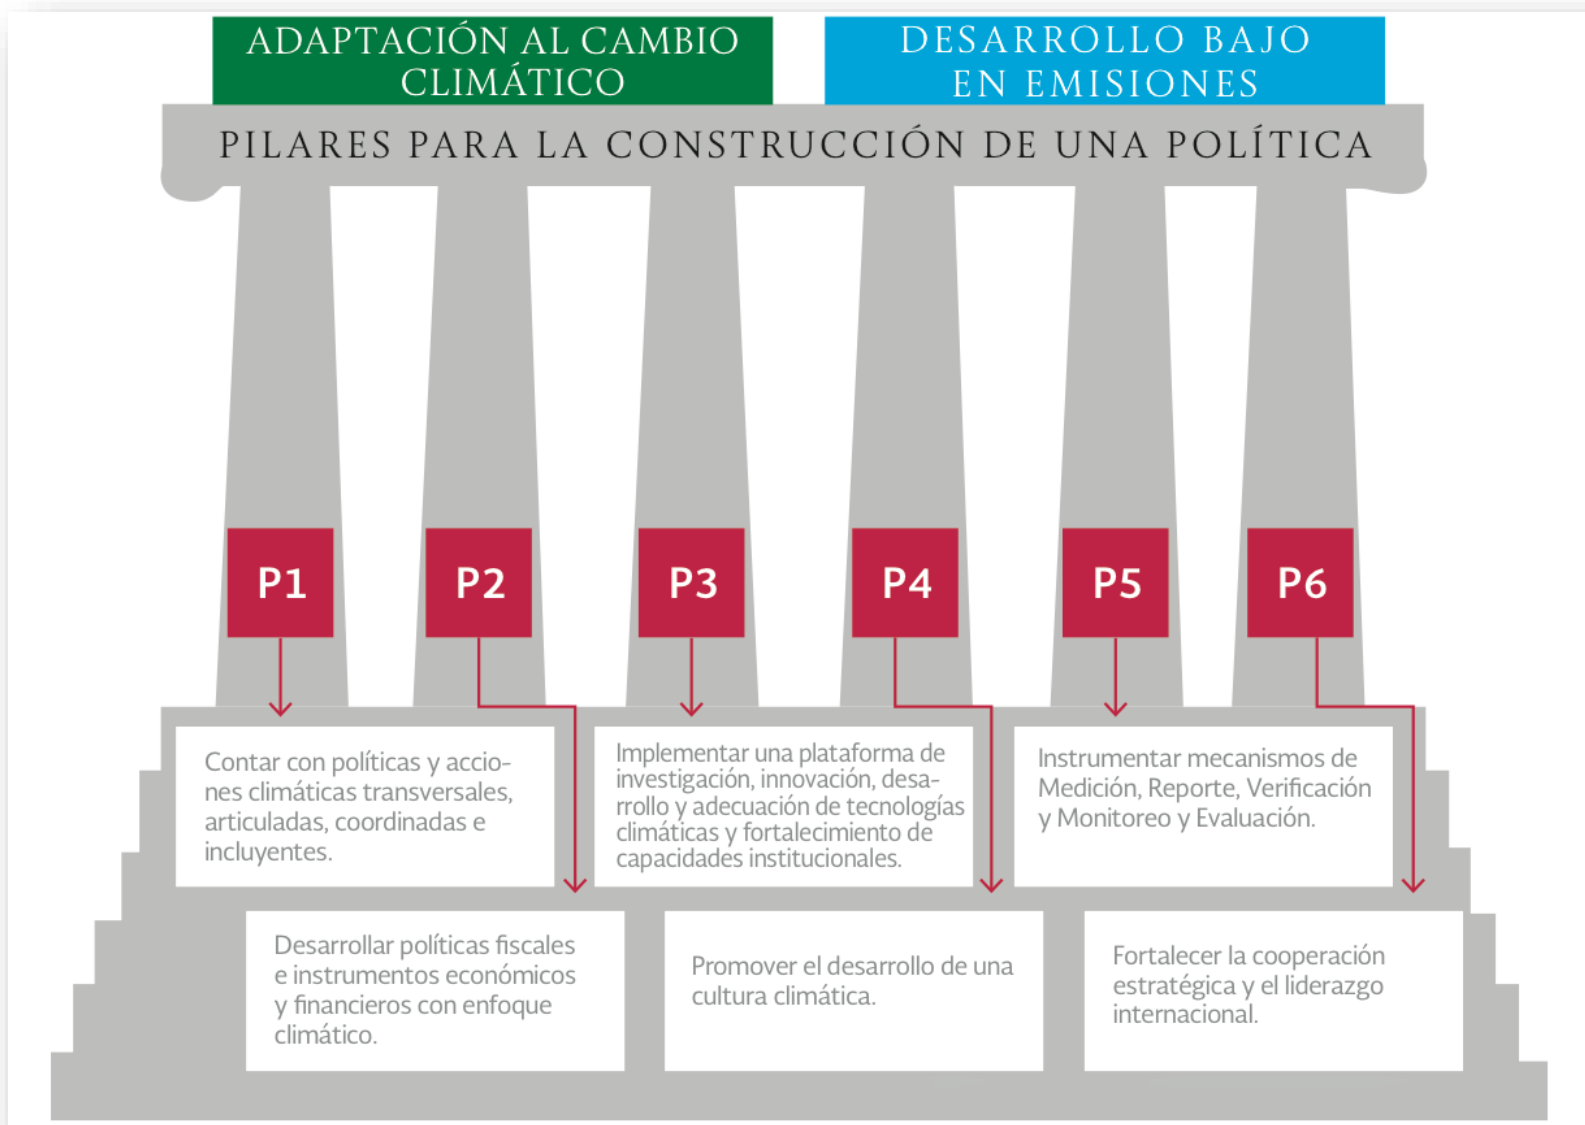 ADAPTACIÓN AL CAMBIO
CLIMÁTICO
DESARROLLO BAJO
EN EMISIONES
PILARES PARA LA CONSTRUCCIÓN DE UNA POLÍTICA
P1
P2
P3
P4
P5
P6
Contar con políticas y accio-
nes climáticas transversales,
articuladas, coordinadas e
incluyentes.
Implementar una plataforma de
investigación, innovación, desa-
rrollo y adecuación de tecnologías
climáticas y fortalecimiento de
capacidades institucionales.
Instrumentar mecanismos de
Medición, Reporte, Verificación
y Monitoreo y Evaluación.
Desarrollar políticas fiscales
e instrumentos económicos
y financieros con enfoque
climático.
Promover el desarrollo de una
cultura climática.
Fortalecer la cooperación
estratégica y el liderazgo
internacional.